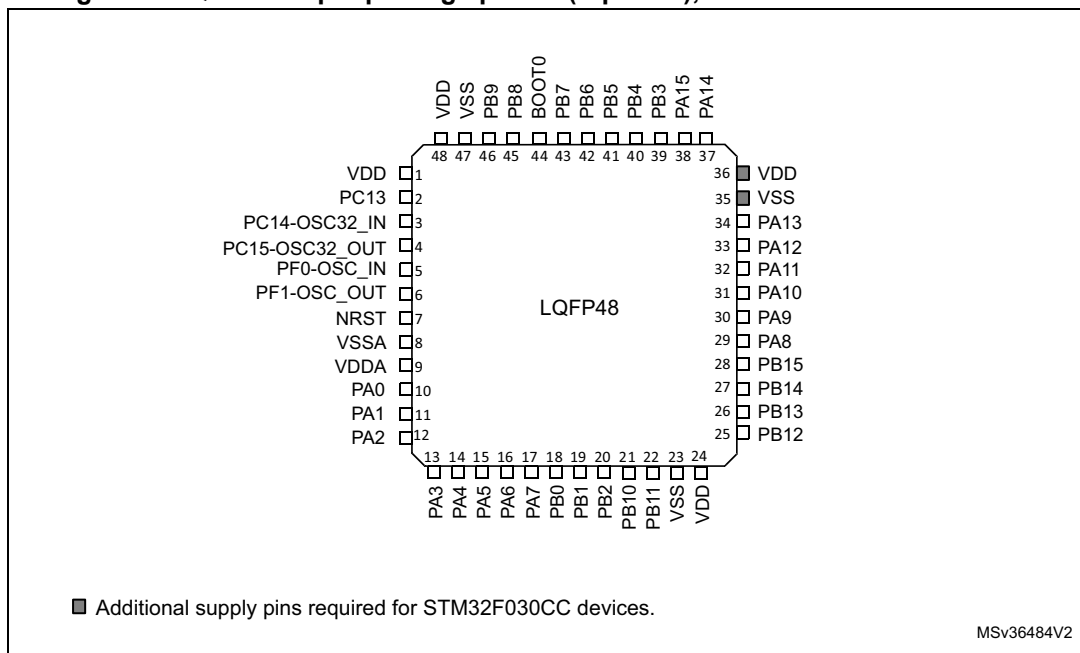 VDD
VSS
PB9
PB8
BOOT0
PB7
PB6
PB5
PB4
PB3
PA15
PA14
48 47 46 45 44 43 42 41 40 39 38 37
VDD 1
PC13 2
PC14-OSC32_IN 3
PC15-OSC32_OUT 4
PF0-OSC_IN 5
PF1-OSC_OUT 6
NRST 7
VSSA 8
VDDA 9
PA0 10
PA1 11
PA2 12
LQFP48
36 VDD
35 VSS
34 PA13
33 PA12
32 PA11
31 PA10
30 PA9
29 PA8
28 PB15
27 PB14
26 PB13
25 PB12
13 14 15 16 17 18 19 20 21 22 23 24
PA3
PA4
PA5
PA6
PA7
PB0
PB1
PB2
PB10
PB11
VSS
VDD
Additional supply pins required for STM32F030CC devices.
MSv36484V2